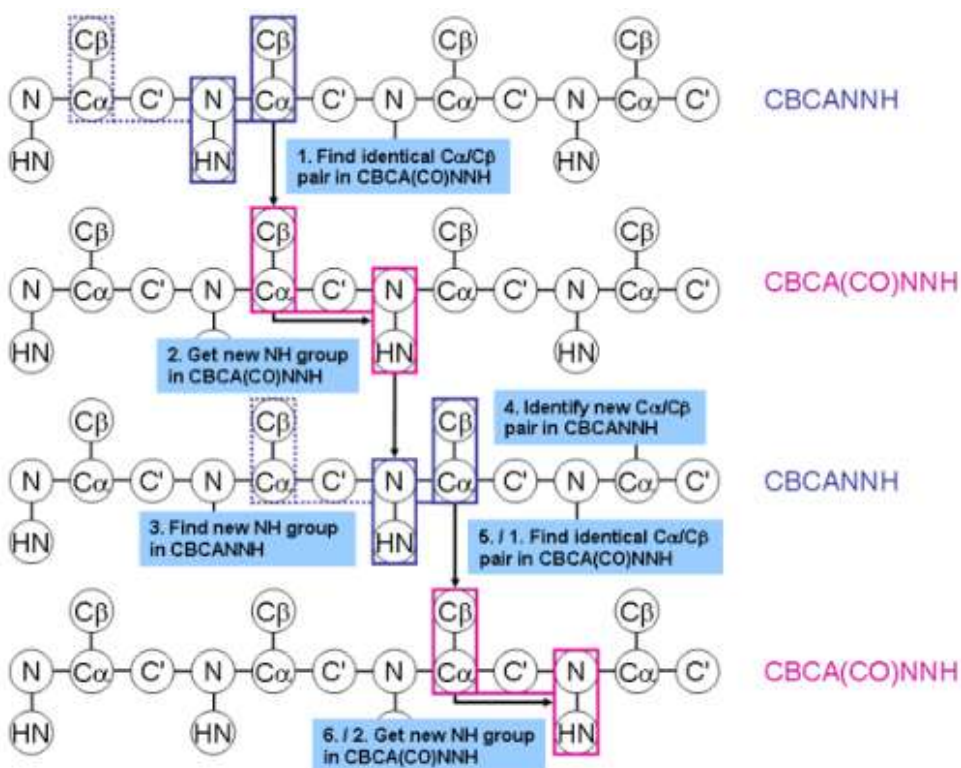 Cβ Cβ Cβ Cβ
N Cα C' N Cα C' N Cα C' N Cα C' CBCANNH
HN HN HN
1. Find identical Cα/Cβ
pair in CBCA(CO)NNH
Cβ Cβ Cβ Cβ
N Cα C' N Cα C' N Cα C' N Cα C' CBCA(CO)NNH
HN HN HN
2. Get new NH group
in CBCA(CO)NNH
4. Identify new Cα/Cβ
pair in CBCANNH
Cβ Cβ Cβ
N Cα C' N Cα C' N Cα C' N Cα C' CBCANNH
HN HN
3. Find new NH group
in CBCANNH
5. / 1. Find identical Cα/Cβ
pair in CBCA(CO)NNH
Cβ Cβ Cβ Cβ
N Cα C' N Cα C' N Cα C' N Cα C' CBCA(CO)NNH
HN HN HN
6. / 2. Get new NH group
in CBCA(CO)NNH